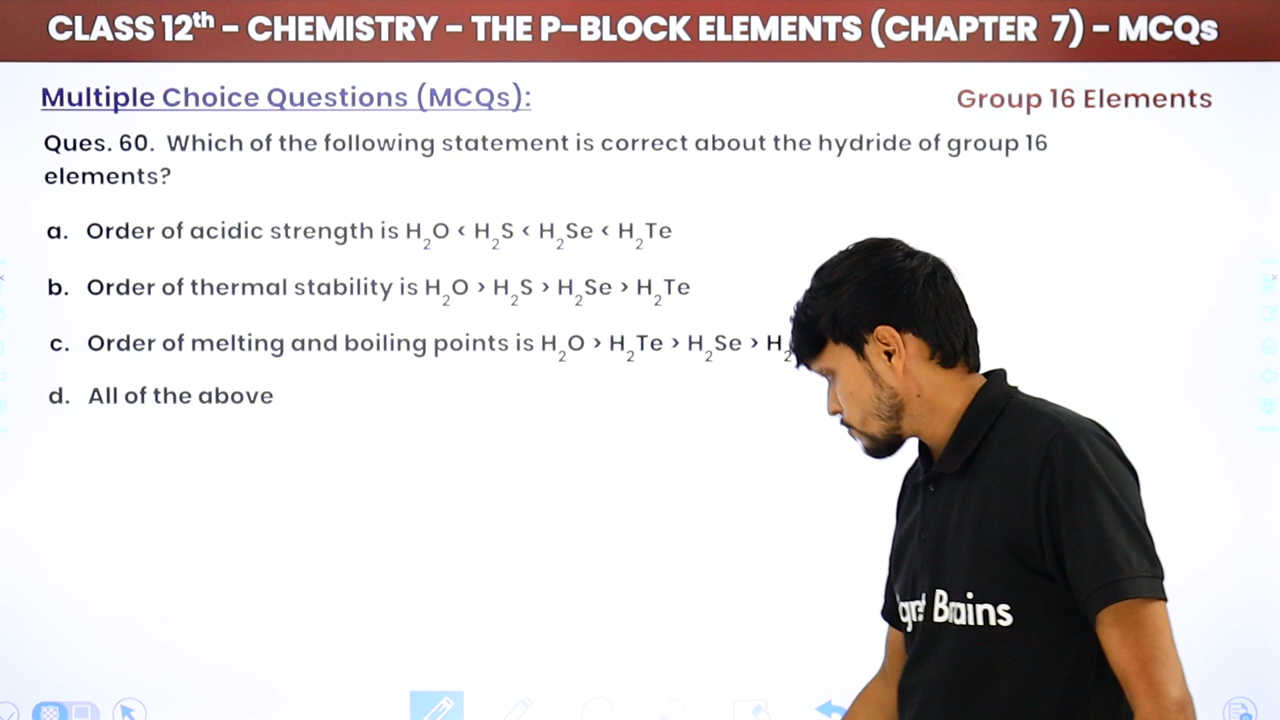 CLASS 12th – CHEMISTRY – THE P-BLOCK ELEMENTS (CHAPTER 7) – MCQs
Multiple Choice Questions (MCQs):
Group 16 Elements
Ques. 60. Which of the following statement is correct about the hydride of group 16
elements?
a. Order of acidic strength is H₂O < H₂S < H₂Se < H₂Te
b. Order of thermal stability is H₂O > H₂S > H₂Se > H₂Te
c. Order of melting and boiling points is H₂O > H₂Te > H₂Se > H₂
d. All of the above
Brains